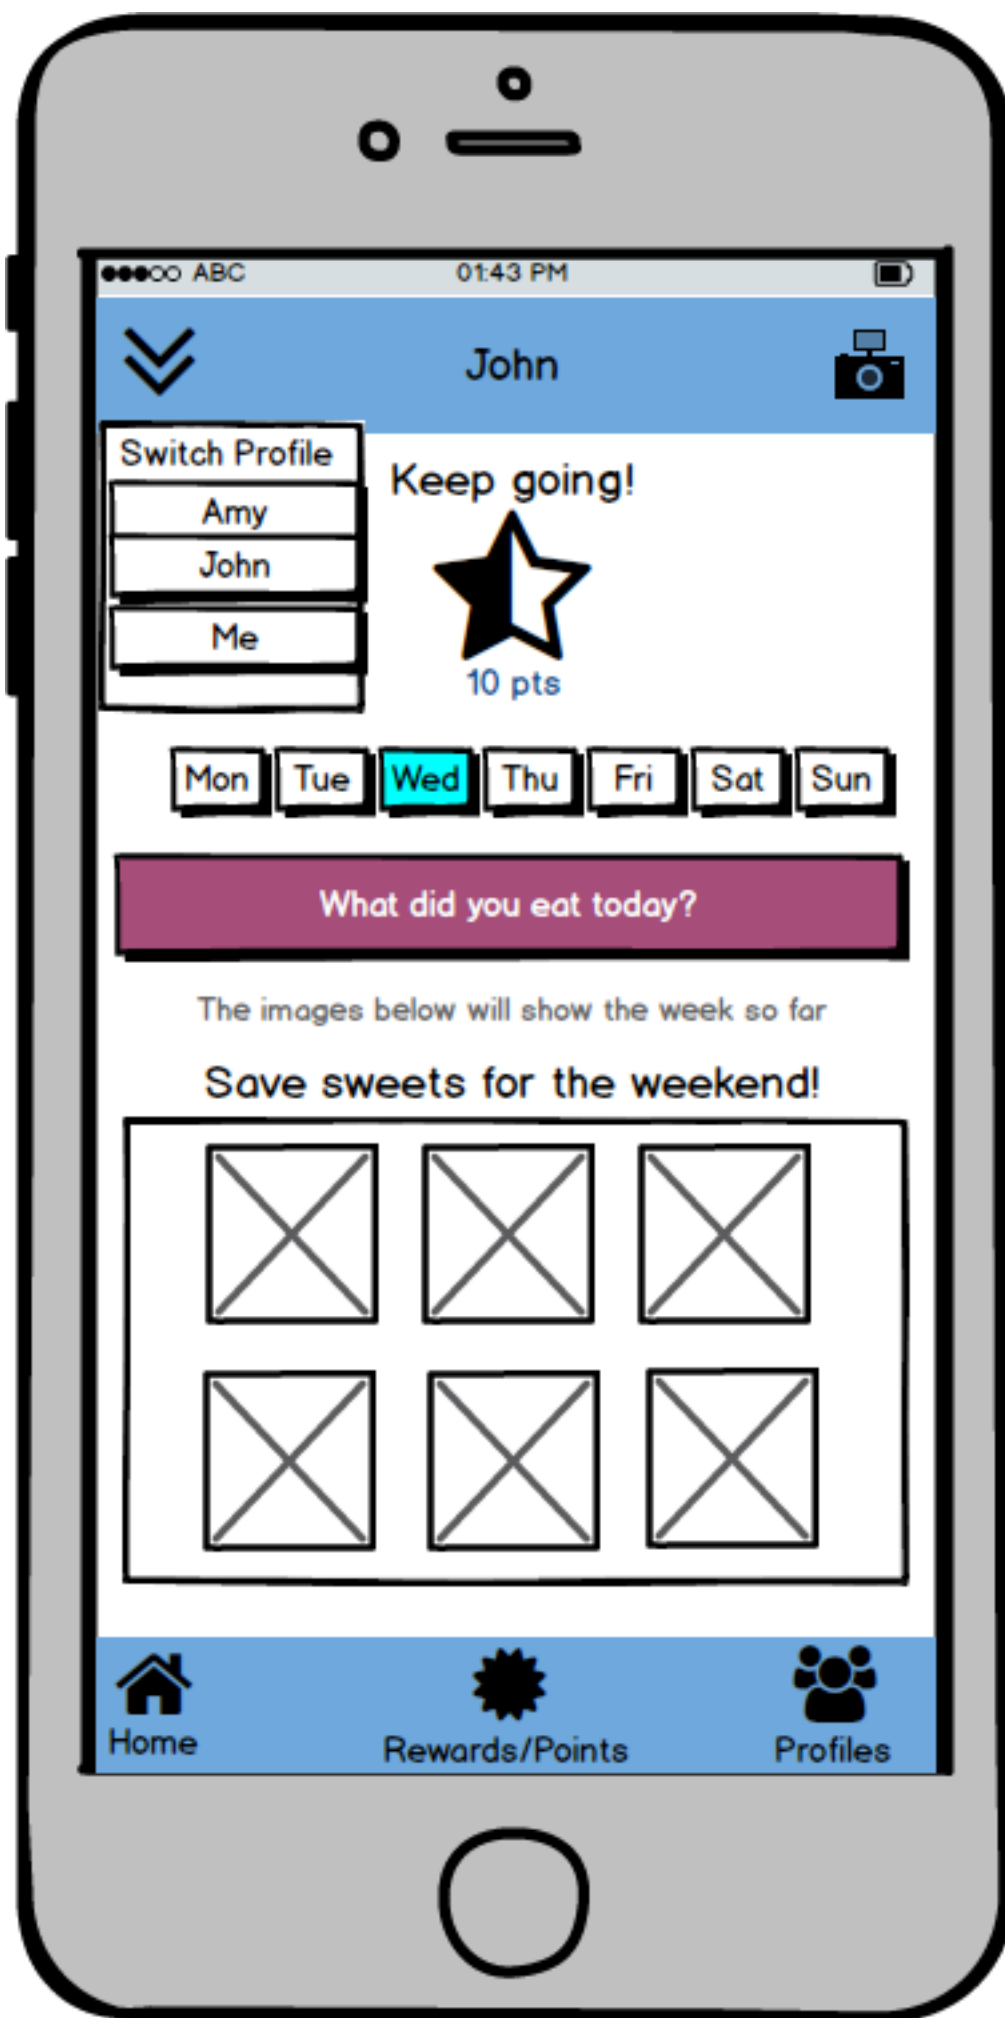 ABC 01:43 PM
John
Switch Profile
Amy
John
Me
Keep going!
10 pts
Mon Tue Wed Thu Fri Sat Sun
What did you eat today?
The images below will show the week so far
Save sweets for the weekend!
Home Rewards/Points Profiles